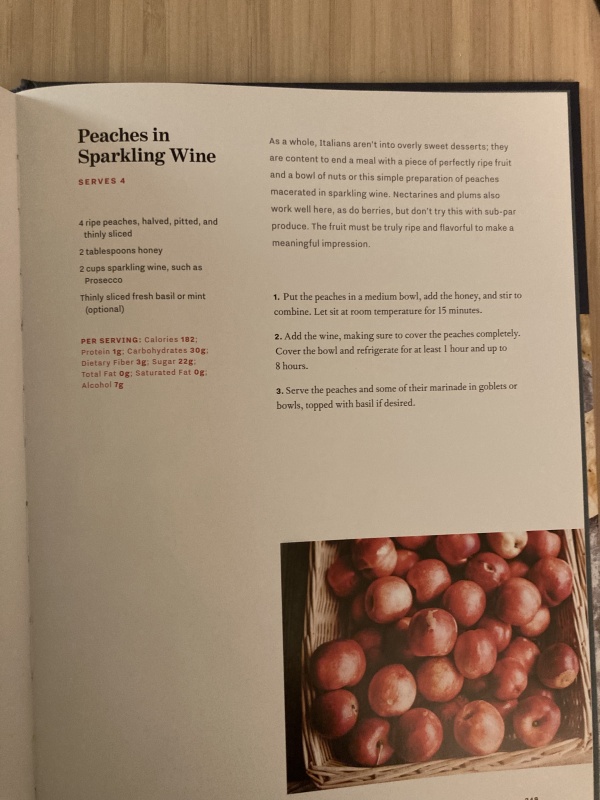 Peaches in
Sparkling Wine
SERVES 4
4 ripe peaches, halved, pitted, and
thinly sliced
2 tablespoons honey
2 cups sparkling wine, such as
Prosecco
Thinly sliced fresh basil or mint
(optional)
PER SERVING: Calories 182;
Protein 1g; Carbohydrates 30g;
Dietary Fiber 3g; Sugar 22g;
Total Fat 0g; Saturated Fat 0g;
Alcohol 7g
As a whole, Italians aren't into overly sweet desserts; they
are content to end a meal with a piece of perfectly ripe fruit
and a bowl of nuts or this simple preparation of peaches
macerated in sparkling wine. Nectarines and plums also
work well here, as do berries, but don't try this with sub-par
produce. The fruit must be truly ripe and flavorful to make a
meaningful impression.
1. Put the peaches in a medium bowl, add the honey, and stir to
combine. Let sit at room temperature for 15 minutes.
2. Add the wine, making sure to cover the peaches completely.
Cover the bowl and refrigerate for at least 1 hour and up to
8 hours.
3. Serve the peaches and some of their marinade in goblets or
bowls, topped with basil if desired.